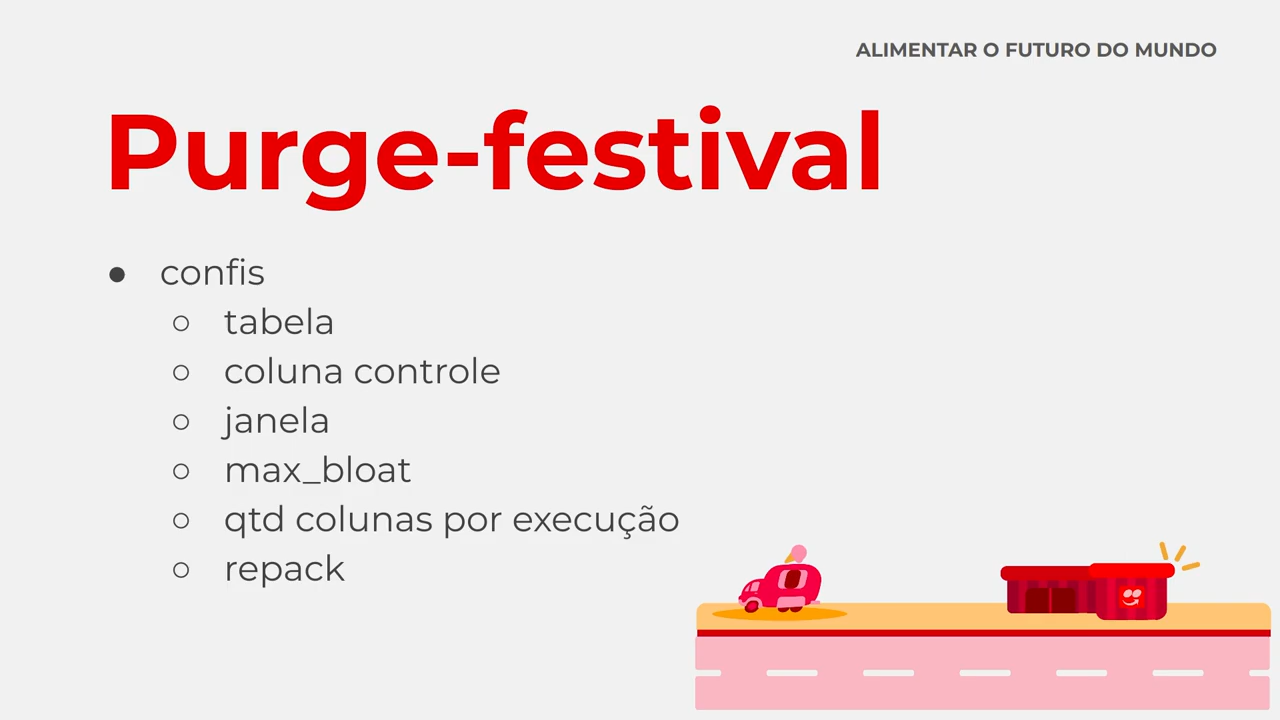 ALIMENTAR O FUTURO DO MUNDO
Purge-festival
● confis
○ tabela
○ coluna controle
○ janela
○ max_bloat
○ qtd colunas por execução
○ repack